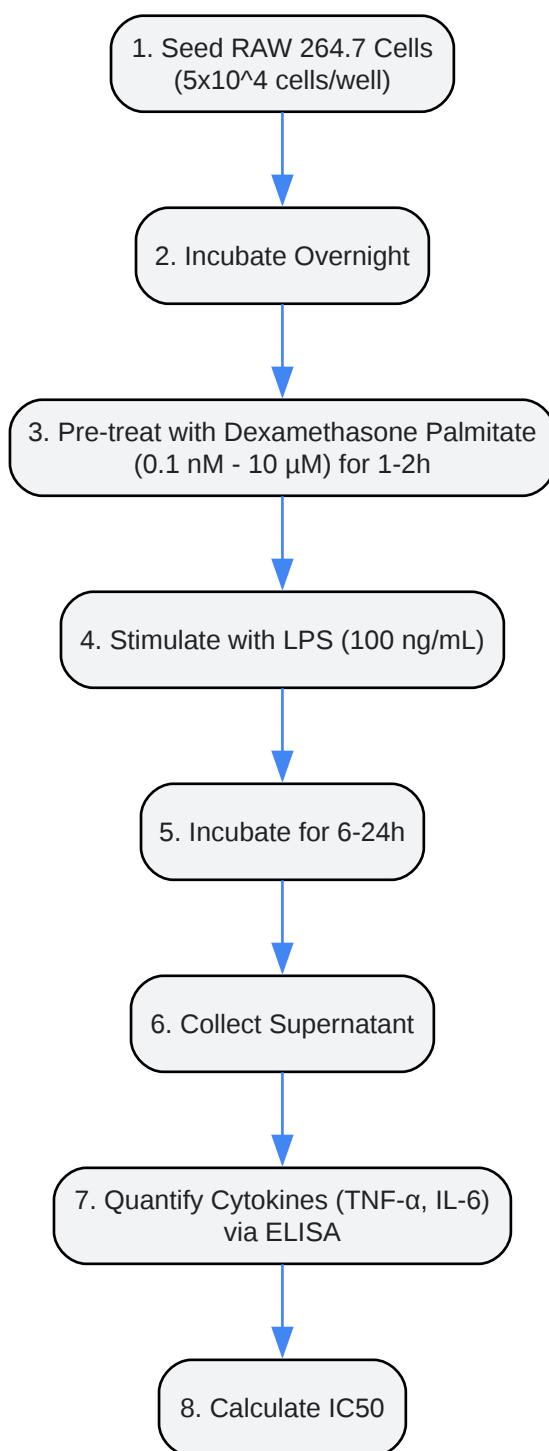 1. Seed RAW 264.7 Cells
(5x10^4 cells/well)
2. Incubate Overnight
3. Pre-treat with Dexamethasone Palmitate
(0.1 nM - 10 µM) for 1-2h
4. Stimulate with LPS (100 ng/mL)
5. Incubate for 6-24h
6. Collect Supernatant
7. Quantify Cytokines (TNF-α, IL-6)
via ELISA
8. Calculate IC50